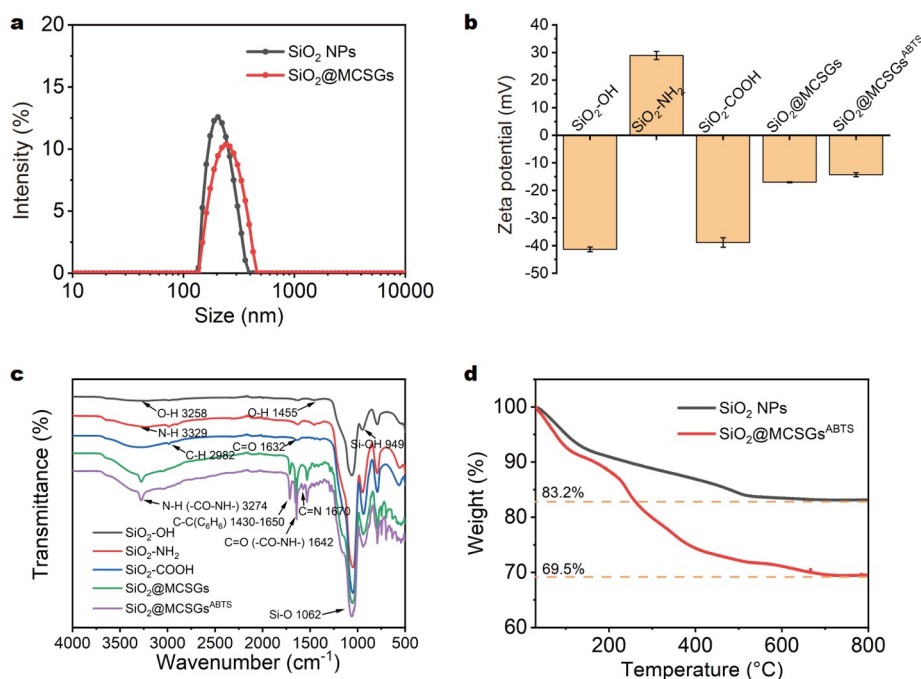 a
Intensity (%)
20
15
10
5
0
SiO₂ NPs
SiO₂@MCSGs
10
100
1000
10000
Size (nm)
b
Zeta potential (mV)
40
30
20
10
0
-10
-20
-30
-40
-50
SiO₂-OH
SiO₂-NH₂
SiO₂-COOH
SiO₂@MCSGs
SiO₂@MCSGsᴬᴮᵀˢ
c
Transmittance (%)
O-H 3258
O-H 1455
N-H 3329
Si-OH 949
C=O 1632
C-H 2982
N-H (-CO-NH-) 3274
C=N 1670
C-C(C₆H₆) 1430-1650
C=O (-CO-NH-) 1642
Si-O 1062
SiO₂-OH
SiO₂-NH₂
SiO₂-COOH
SiO₂@MCSGs
SiO₂@MCSGsᴬᴮᵀˢ
4000 3500 3000 2500 2000 1500 1000 500
Wavenumber (cm⁻¹)
d
Weight (%)
100
90
80
70
60
SiO₂ NPs
SiO₂@MCSGsᴬᴮᵀˢ
83.2%
69.5%
200 400 600 800
Temperature (°C)